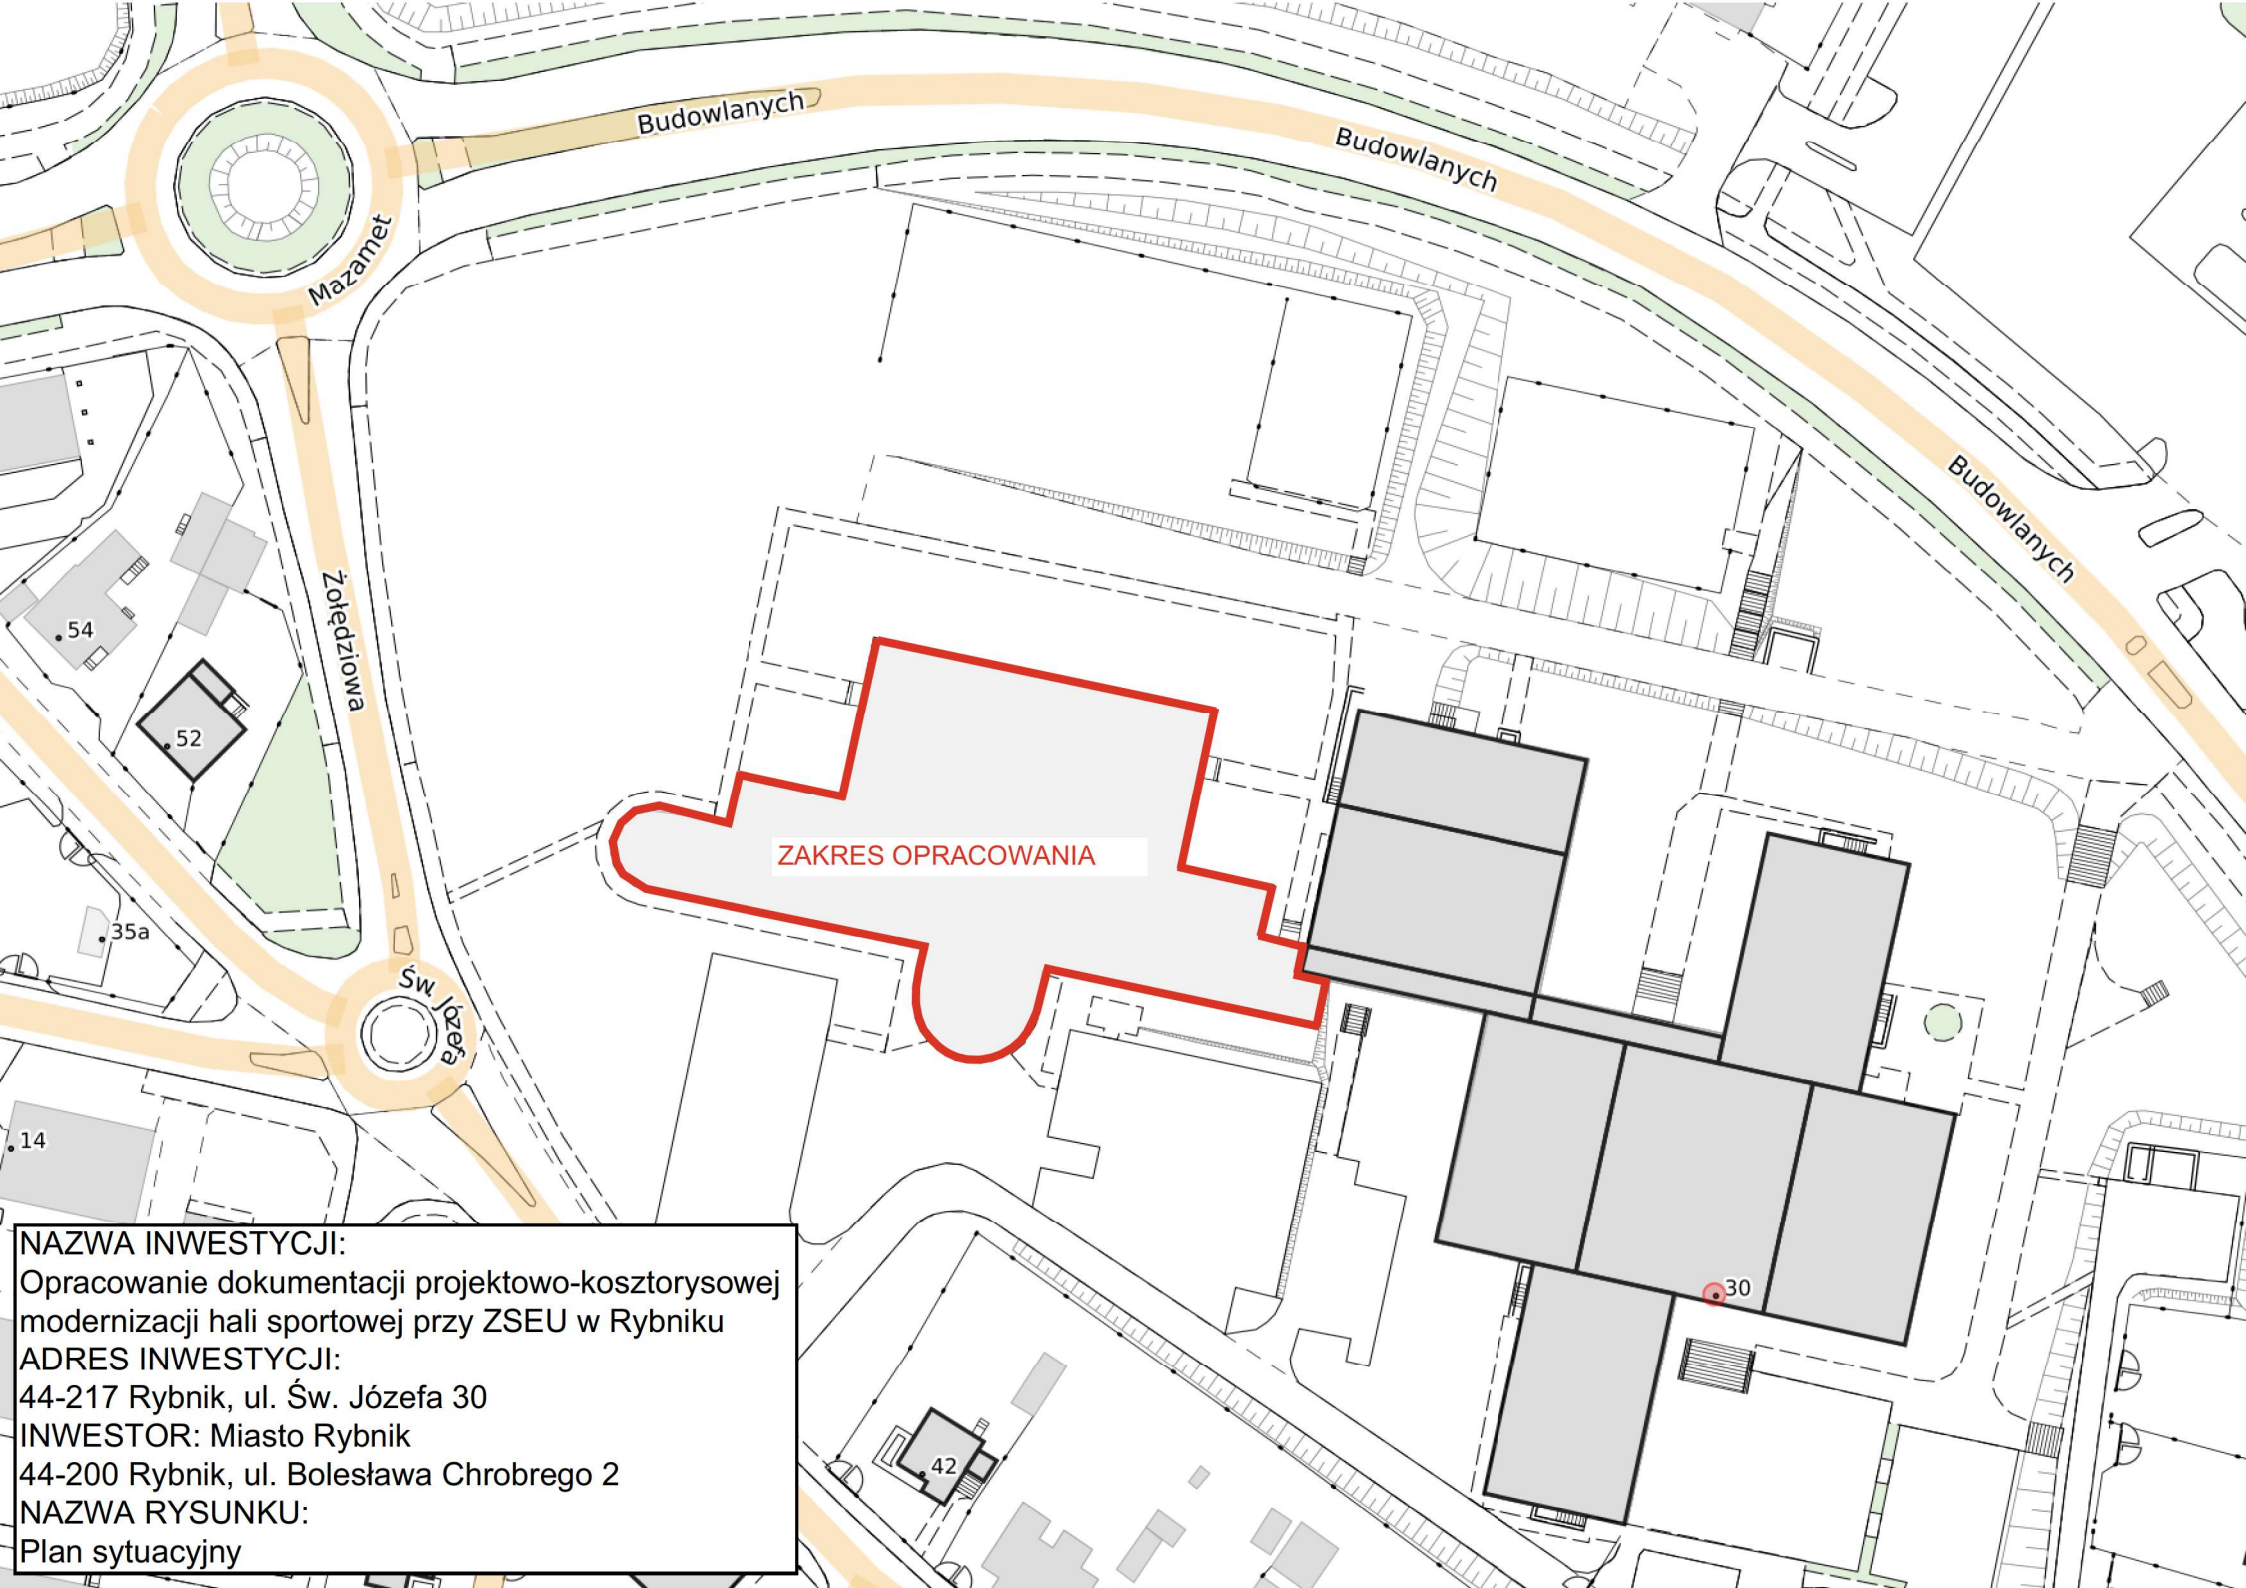 Budowlanych
Budowlanych
Mazamet
Budowlanych
Żołędziowa
54
52
ZAKRES OPRACOWANIA
35a
Św. Józefa
14
30
42
NAZWA INWESTYCJI:
Opracowanie dokumentacji projektowo-kosztorysowej
modernizacji hali sportowej przy ZSEU w Rybniku
ADRES INWESTYCJI:
44-217 Rybnik, ul. Św. Józefa 30
INWESTOR: Miasto Rybnik
44-200 Rybnik, ul. Bolesława Chrobrego 2
NAZWA RYSUNKU:
Plan sytuacyjny